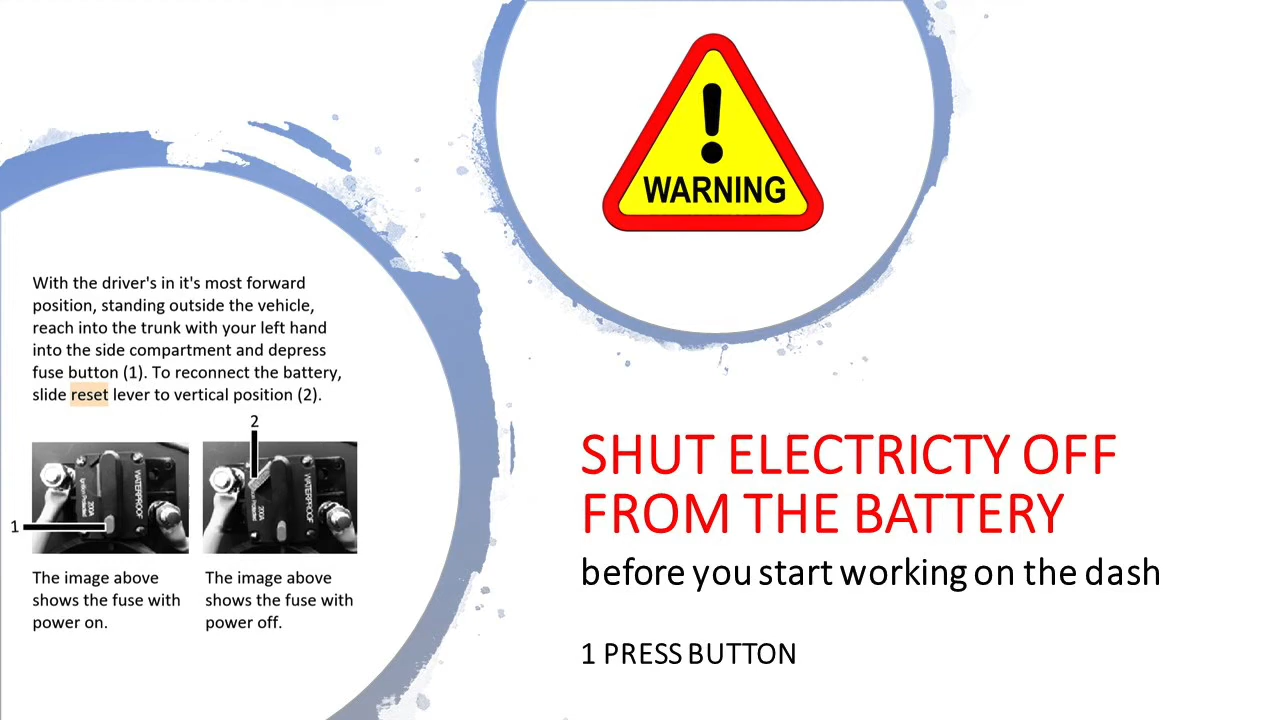 WARNING
With the driver's in it's most forward
position, standing outside the vehicle,
reach into the trunk with your left hand
into the side compartment and depress
fuse button (1). To reconnect the battery,
slide reset lever to vertical position (2).
2
1
WATERPROOF
200A
WATERPROOF
200A
The image above
shows the fuse with
power on.
The image above
shows the fuse with
power off.
SHUT ELECTRICTY OFF
FROM THE BATTERY
before you start working on the dash
1 PRESS BUTTON